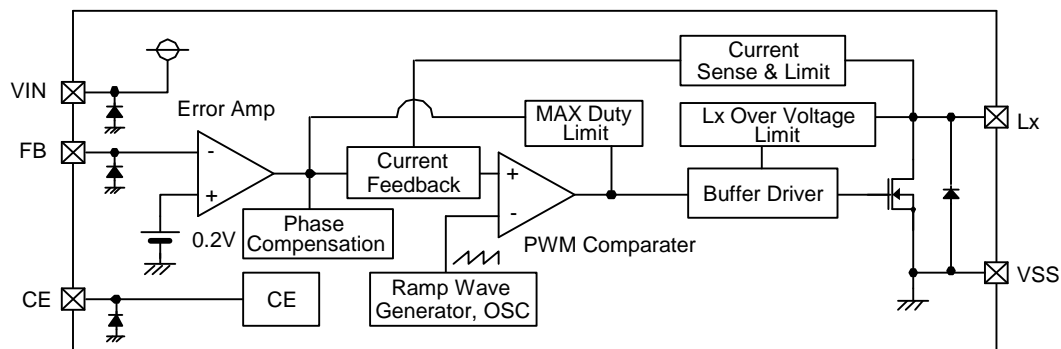 Current
Sense & Limit
VIN
Error Amp
MAX Duty
Limit
Lx Over Voltage
Limit
Lx
FB
-
+
Current
Feedback
+
-
Buffer Driver
0.2V
Phase
Compensation
PWM Comparater
CE
CE
Ramp Wave
Generator, OSC
VSS